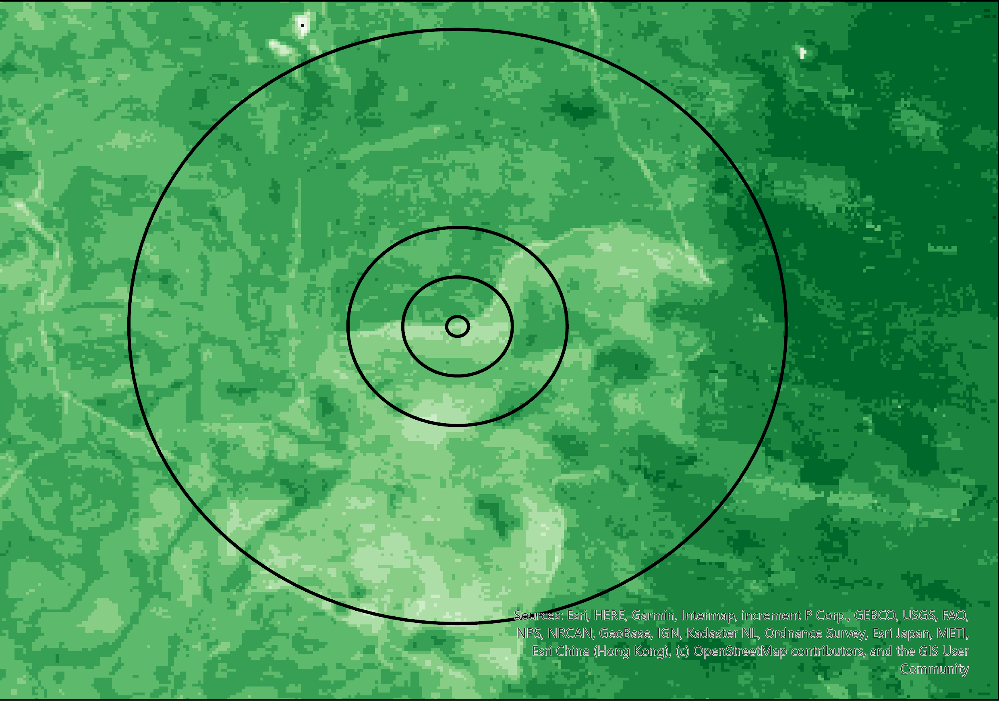 Sources: Esri, HERE, Garmin, Intermap, increment P Corp., GEBCO, USGS, FAO,
NPS, NRCAN, GeoBase, IGN, Kadaster NL, Ordnance Survey, Esri Japan, METI,
Esri China (Hong Kong), (c) OpenStreetMap contributors, and the GIS User
Community